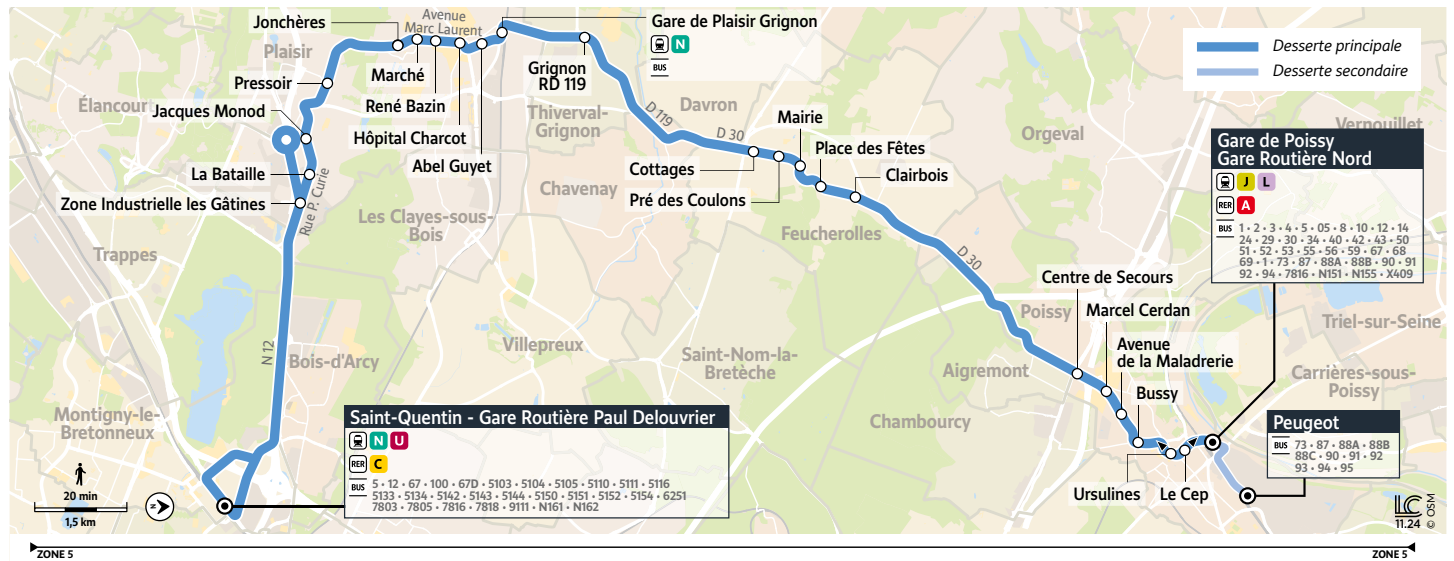 Jonchères
Avenue
Marc Laurent
Gare de Plaisir Grignon
N
BUS
Desserte principale
Desserte secondaire
Plaisir
Marché
Grignon
RD 119
Pressoir
Élancourt
René Bazin
Jacques Monod
Thiverval-
Grignon
D 119
Davron
D 30
Mairie
Orgeval
Vernouillet
Hôpital Charcot
Place des Fêtes
Abel Guyet
Cottages
Clairbois
La Bataille
Chavenay
Pré des Coulons
Zone Industrielle les Gâtines
Rue P. Curie
Les Clayes-sous-
Bois
Feucherolles
Trappes
D 30
Gare de Poissy
Gare Routière Nord
J L
RER A
BUS
1 • 2 • 3 • 4 • 5 • 05 • 8 • 10 • 12 • 14
24 • 29 • 30 • 34 • 40 • 42 • 43 • 50
51 • 52 • 53 • 55 • 56 • 59 • 67 • 68
69 • 1 • 73 • 87 • 88A • 88B • 90 • 91
92 • 94 • 7816 • N151 • N155 • X409
Centre de Secours
Poissy
Marcel Cerdan
Triel-sur-Seine
Avenue
de la Maladrerie
N 12
Bois-d'Arcy
Villepreux
Saint-Nom-la-
Bretèche
Aigremont
Carrières-sous-
Poissy
Bussy
Montigny-le-
Bretonneux
Chambourcy
Saint-Quentin - Gare Routière Paul Delouvrier
N U
RER C
BUS
5 • 12 • 67 • 100 • 67D • 5103 • 5104 • 5105 • 5110 • 5111 • 5116
5133 • 5134 • 5142 • 5143 • 5144 • 5150 • 5151 • 5152 • 5154 • 6251
7803 • 7805 • 7816 • 7818 • 9111 • N161 • N162
Peugeot
BUS
73 • 87 • 88A • 88B
88C • 90 • 91 • 92
93 • 94 • 95
Ursulines
Le Cep
20 min
1,5 km
N
LC
11.24
© OSM
ZONE 5
ZONE 5